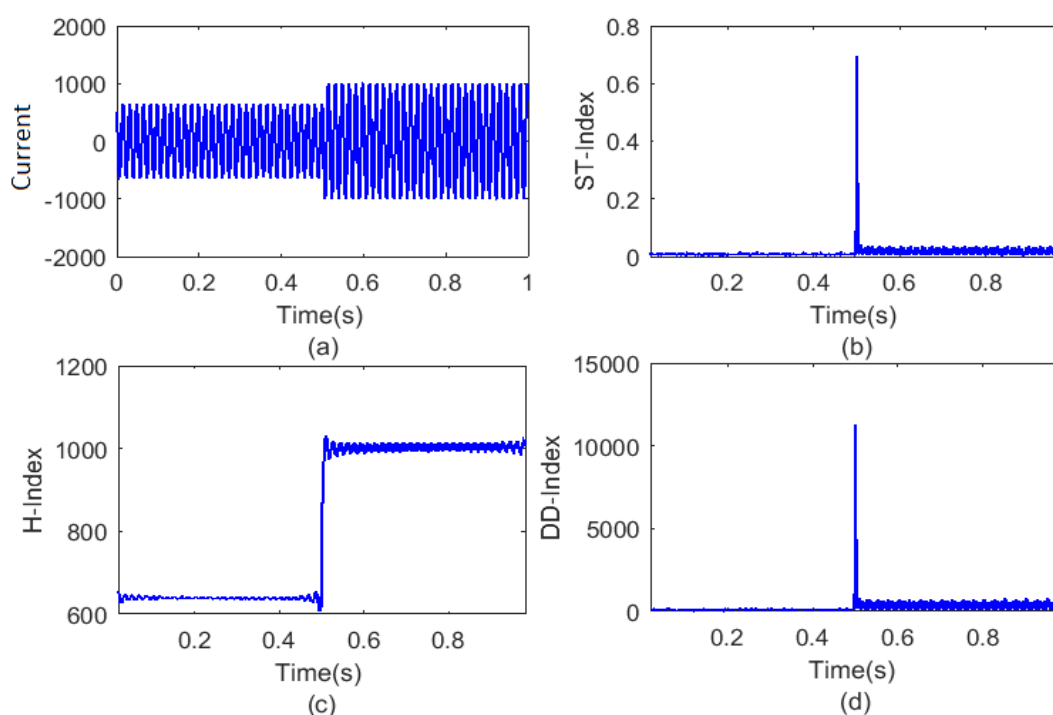 2000
1000
0
-1000
-2000
Current
0 0.2 0.4 0.6 0.8 1
Time(s)
(a)
0.8
0.6
0.4
0.2
0
ST-Index
0.2 0.4 0.6 0.8
Time(s)
(b)
1200
1000
800
600
H-Index
0.2 0.4 0.6 0.8
Time(s)
(c)
15000
10000
5000
0
DD-Index
0.2 0.4 0.6 0.8
Time(s)
(d)